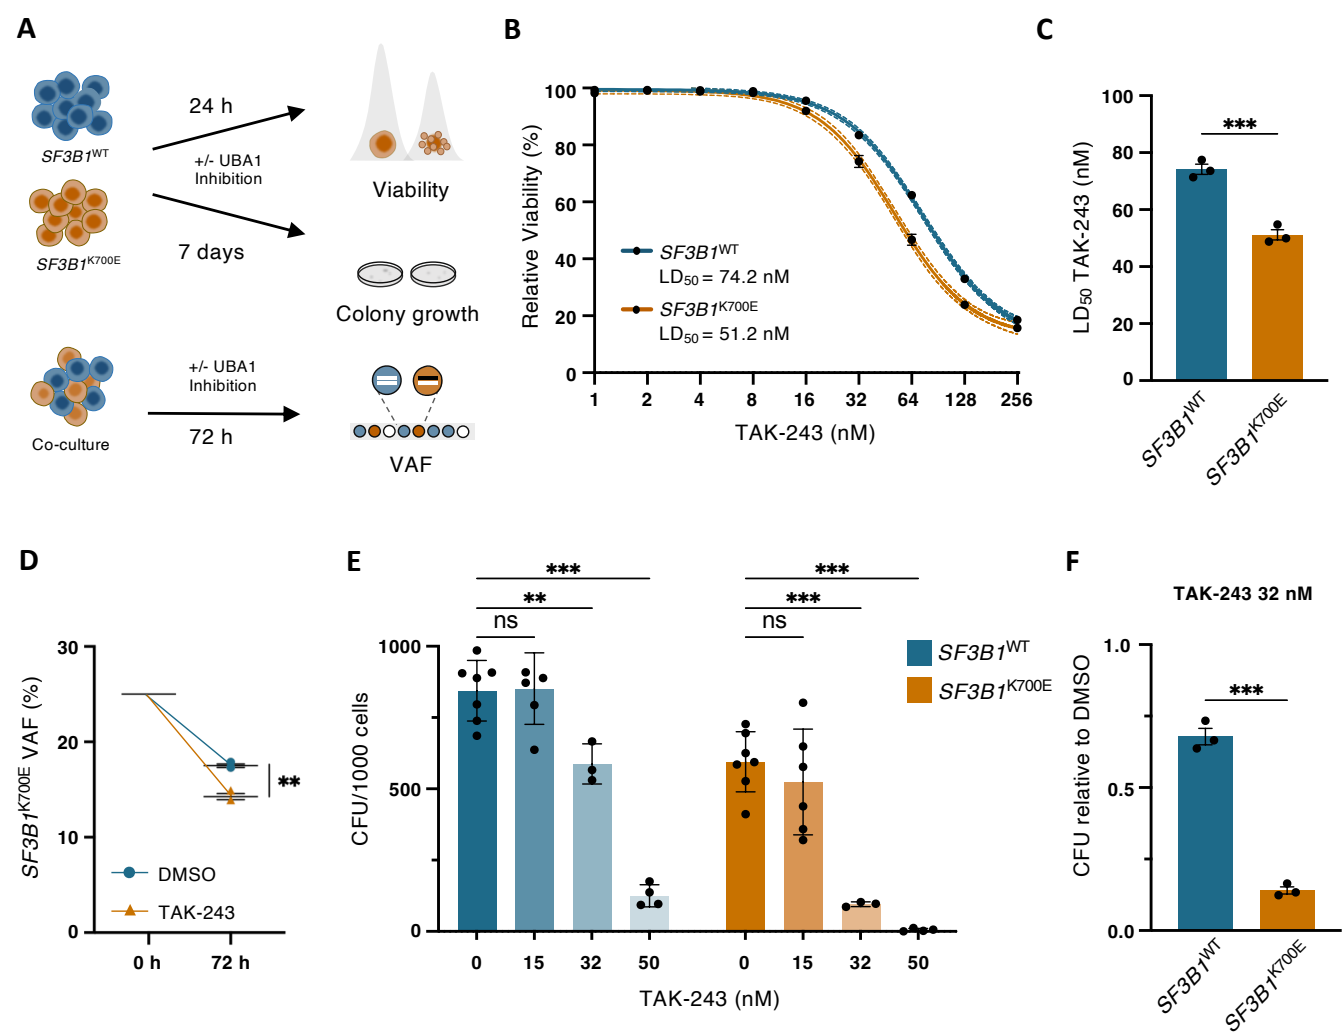 A
SF3B1WT
SF3B1K700E
24 h
+/- UBA1
Inhibition
7 days
Viability
Colony growth
Co-culture
+/- UBA1
Inhibition
72 h
VAF
B
Relative Viability (%)
100
80
60
40
20
0
SF3B1WT
LD50 = 74.2 nM
SF3B1K700E
LD50 = 51.2 nM
1 2 4 8 16 32 64 128 256
TAK-243 (nM)
C
LD50 TAK-243 (nM)
100
80
60
40
20
0
***
SF3B1WT
SF3B1K700E
D
SF3B1K700E VAF (%)
30
20
10
0
**
DMSO
TAK-243
0 h 72 h
E
CFU/1000 cells
1000
500
0
***
**
ns
***
***
ns
SF3B1WT
SF3B1K700E
0 15 32 50 0 15 32 50
TAK-243 (nM)
F
TAK-243 32 nM
CFU relative to DMSO
1.0
0.5
0.0
***
SF3B1WT
SF3B1K700E